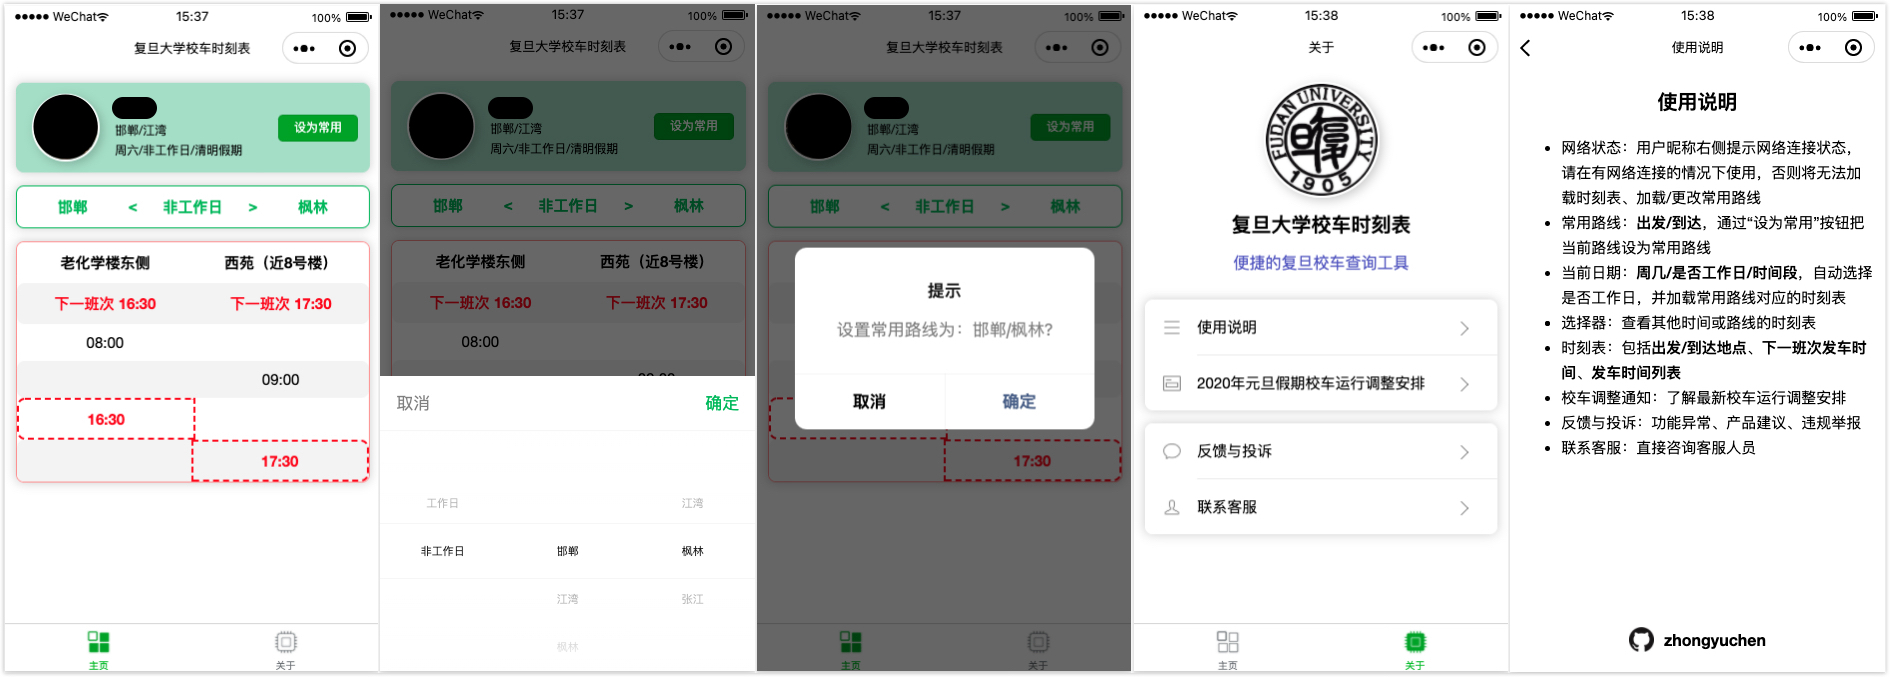 WeChat 15:37 100%
复旦大学校车时刻表
邯郸/江湾
周六/非工作日/清明假期
设为常用
邯郸 < 非工作日 > 枫林
老化学楼东侧 西苑（近8号楼）
下一班次 16:30 下一班次 17:30
08:00
09:00
16:30
17:30
主页 关于
WeChat 15:37 100%
复旦大学校车时刻表
邯郸/江湾
周六/非工作日/清明假期
设为常用
邯郸 < 非工作日 > 枫林
老化学楼东侧 西苑（近8号楼）
下一班次 16:30 下一班次 17:30
08:00
09:00
取消 确定
工作日 江湾
非工作日 邯郸 枫林
江湾 张江
枫林
WeChat 15:37 100%
复旦大学校车时刻表
邯郸/江湾
周六/非工作日/清明假期
设为常用
邯郸 < 非工作日 > 枫林
提示
设置常用路线为：邯郸/枫林?
取消 确定
17:30
主页 关于
WeChat 15:38 100%
关于
FUDAN UNIVERSITY
1905
复旦大学校车时刻表
便捷的复旦校车查询工具
使用说明
2020年元旦假期校车运行调整安排
反馈与投诉
联系客服
主页 关于
WeChat 15:38 100%
使用说明
使用说明
• 网络状态：用户昵称右侧提示网络连接状态，
请在有网络连接的情况下使用，否则将无法加
载时刻表、加载/更改常用路线
• 常用路线：出发/到达，通过“设为常用”按钮把
当前路线设为常用路线
• 当前日期：周几/是否工作日/时间段，自动选择
是否工作日，并加载常用路线对应的时刻表
• 选择器：查看其他时间或路线的时刻表
• 时刻表：包括出发/到达地点、下一班次发车时
间、发车时间列表
• 校车调整通知：了解最新校车运行调整安排
• 反馈与投诉：功能异常、产品建议、违规举报
• 联系客服：直接咨询客服人员
zhongyuchen